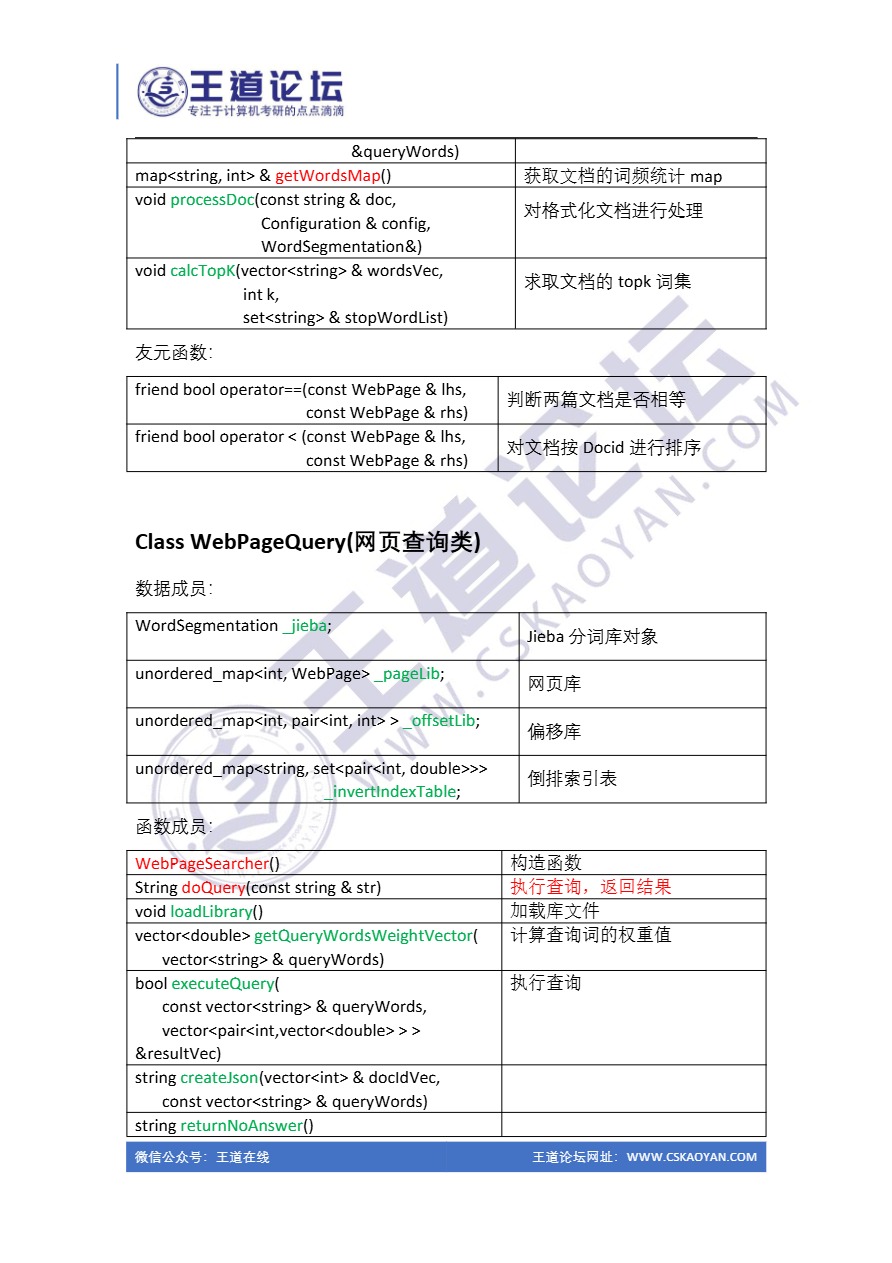 王道论坛
专注于计算机考研的点点滴滴
&queryWords)
map<string, int> & getWordsMap() 获取文档的词频统计 map
void processDoc(const string & doc,
Configuration & config,
WordSegmentation&)
对格式化文档进行处理
void calcTopK(vector<string> & wordsVec,
int k,
set<string> & stopWordList)
求取文档的 topk 词集
友元函数：
friend bool operator==(const WebPage & lhs,
const WebPage & rhs)
判断两篇文档是否相等
friend bool operator < (const WebPage & lhs,
const WebPage & rhs)
对文档按 Docid 进行排序
Class WebPageQuery(网页查询类)
数据成员：
WordSegmentation _jieba;
Jieba 分词库对象
unordered_map<int, WebPage> _pageLib;
网页库
unordered_map<int, pair<int, int> > _offsetLib;
偏移库
unordered_map<string, set<pair<int, double>>>
_invertIndexTable;
倒排索引表
函数成员：
WebPageSearcher() 构造函数
String doQuery(const string & str) 执行查询，返回结果
void loadLibrary() 加载库文件
vector<double> getQueryWordsWeightVector(
vector<string> & queryWords)
计算查询词的权重值
bool executeQuery(
const vector<string> & queryWords,
vector<pair<int,vector<double> > >
&resultVec)
执行查询
string createJson(vector<int> & docIdVec,
const vector<string> & queryWords)
string returnNoAnswer()
微信公众号：王道在线 王道论坛网址：WWW.CSKAOYAN.COM
王道论坛
WWW.CSKAOYAN.COM